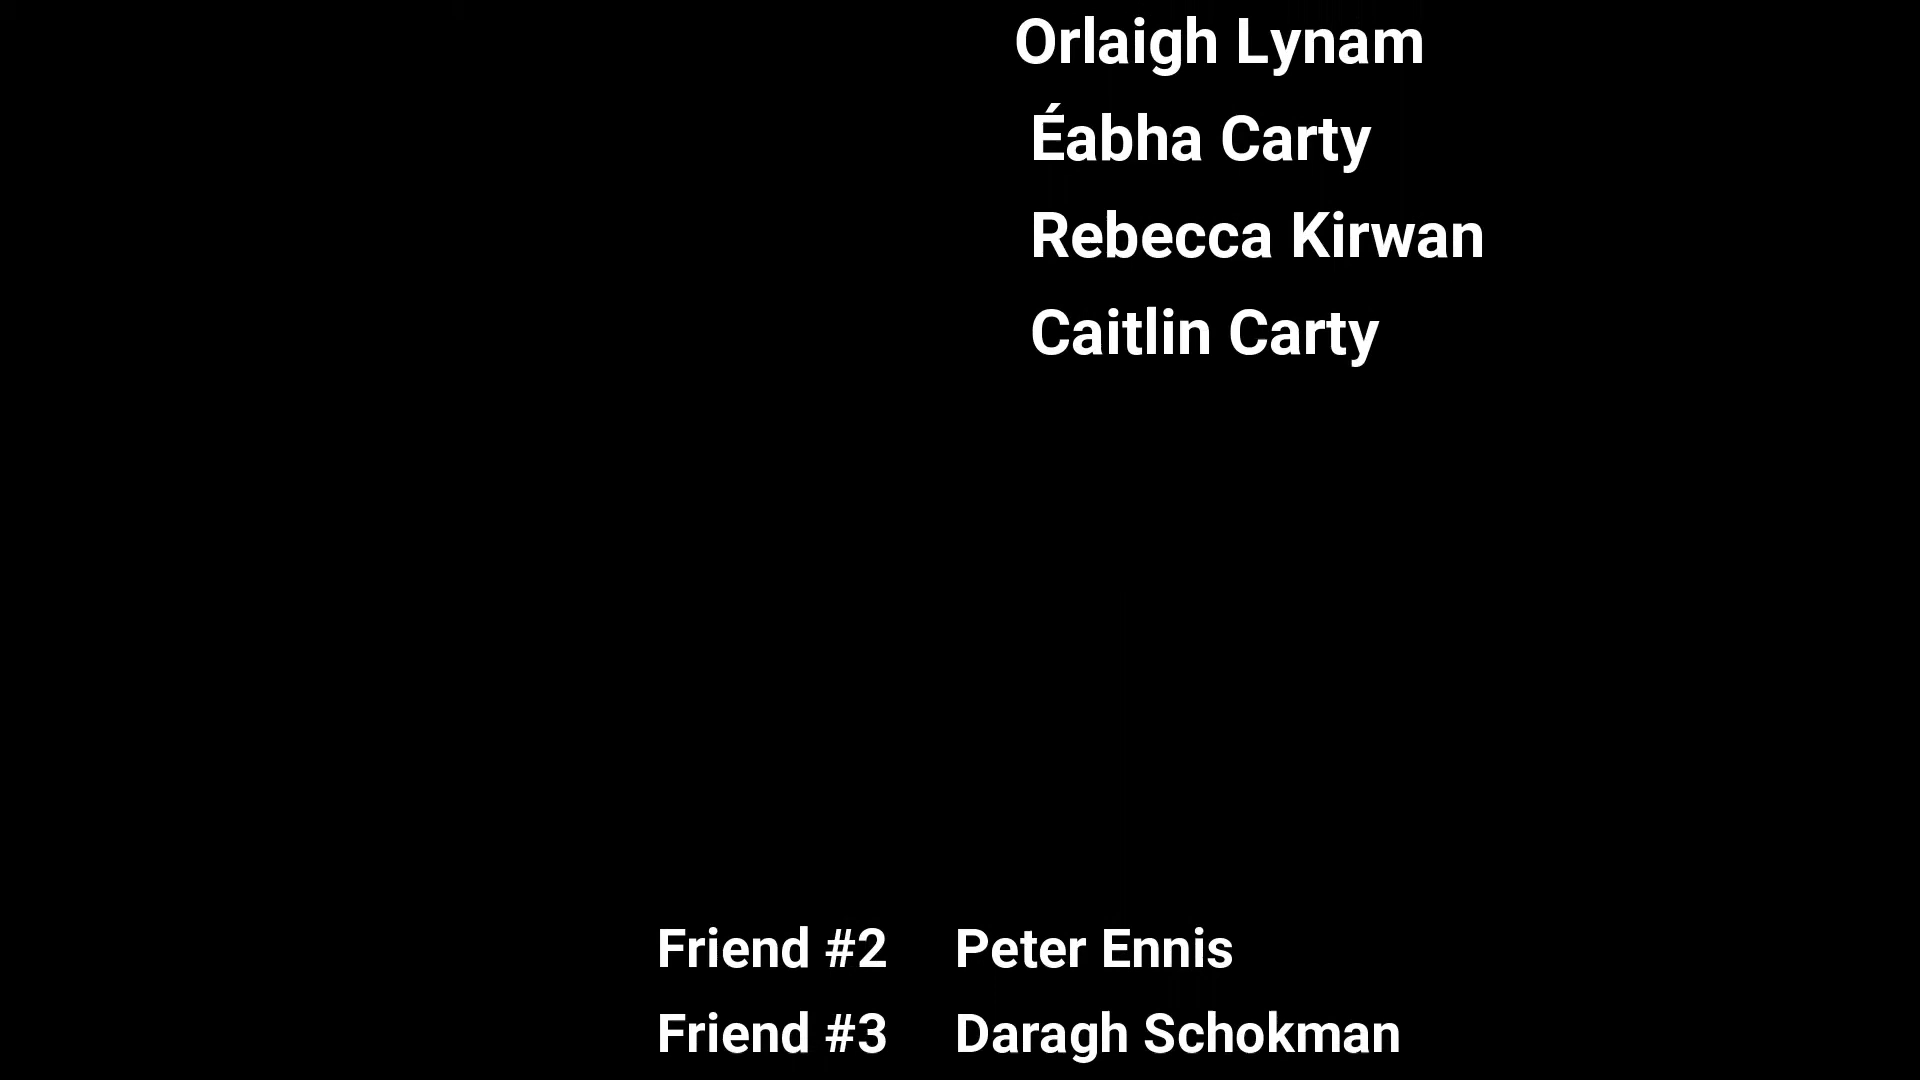 Orlaigh Lynam
Éabha Carty
Rebecca Kirwan
Caitlin Carty
Friend #2 Peter Ennis
Friend #3 Daragh Schokman